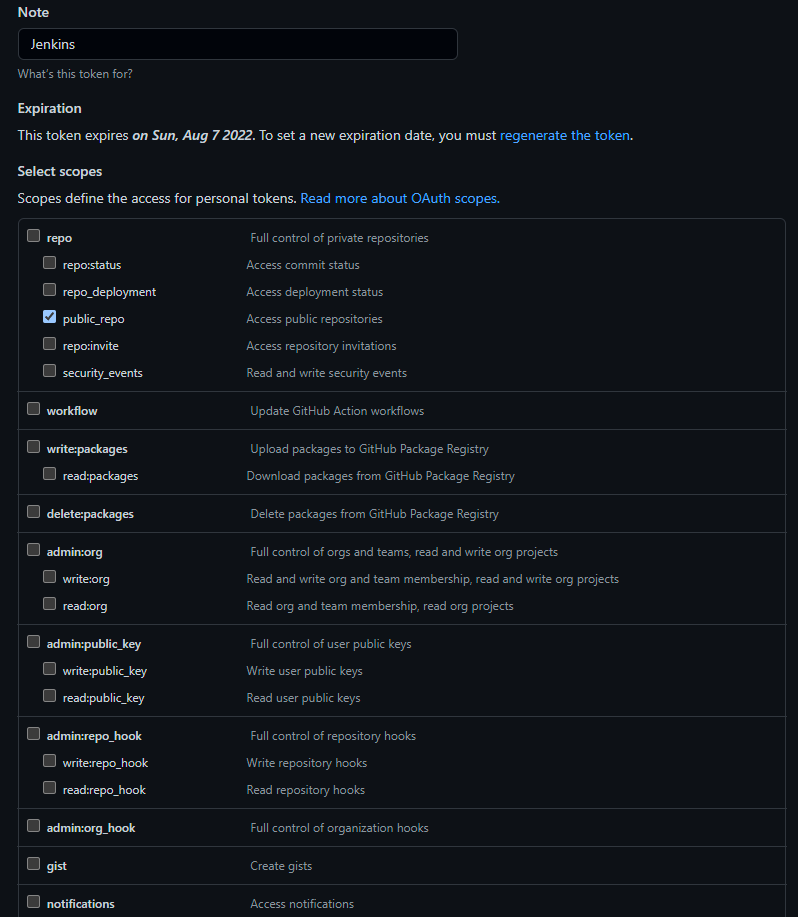 Note
Jenkins
What's this token for?
Expiration
This token expires on Sun, Aug 7 2022. To set a new expiration date, you must regenerate the token.
Select scopes
Scopes define the access for personal tokens. Read more about OAuth scopes.
repo Full control of private repositories
repo:status Access commit status
repo_deployment Access deployment status
public_repo Access public repositories
repo:invite Access repository invitations
security_events Read and write security events
workflow Update GitHub Action workflows
write:packages Upload packages to GitHub Package Registry
read:packages Download packages from GitHub Package Registry
delete:packages Delete packages from GitHub Package Registry
admin:org Full control of orgs and teams, read and write org projects
write:org Read and write org and team membership, read and write org projects
read:org Read org and team membership, read org projects
admin:public_key Full control of user public keys
write:public_key Write user public keys
read:public_key Read user public keys
admin:repo_hook Full control of repository hooks
write:repo_hook Write repository hooks
read:repo_hook Read repository hooks
admin:org_hook Full control of organization hooks
gist Create gists
notifications Access notifications